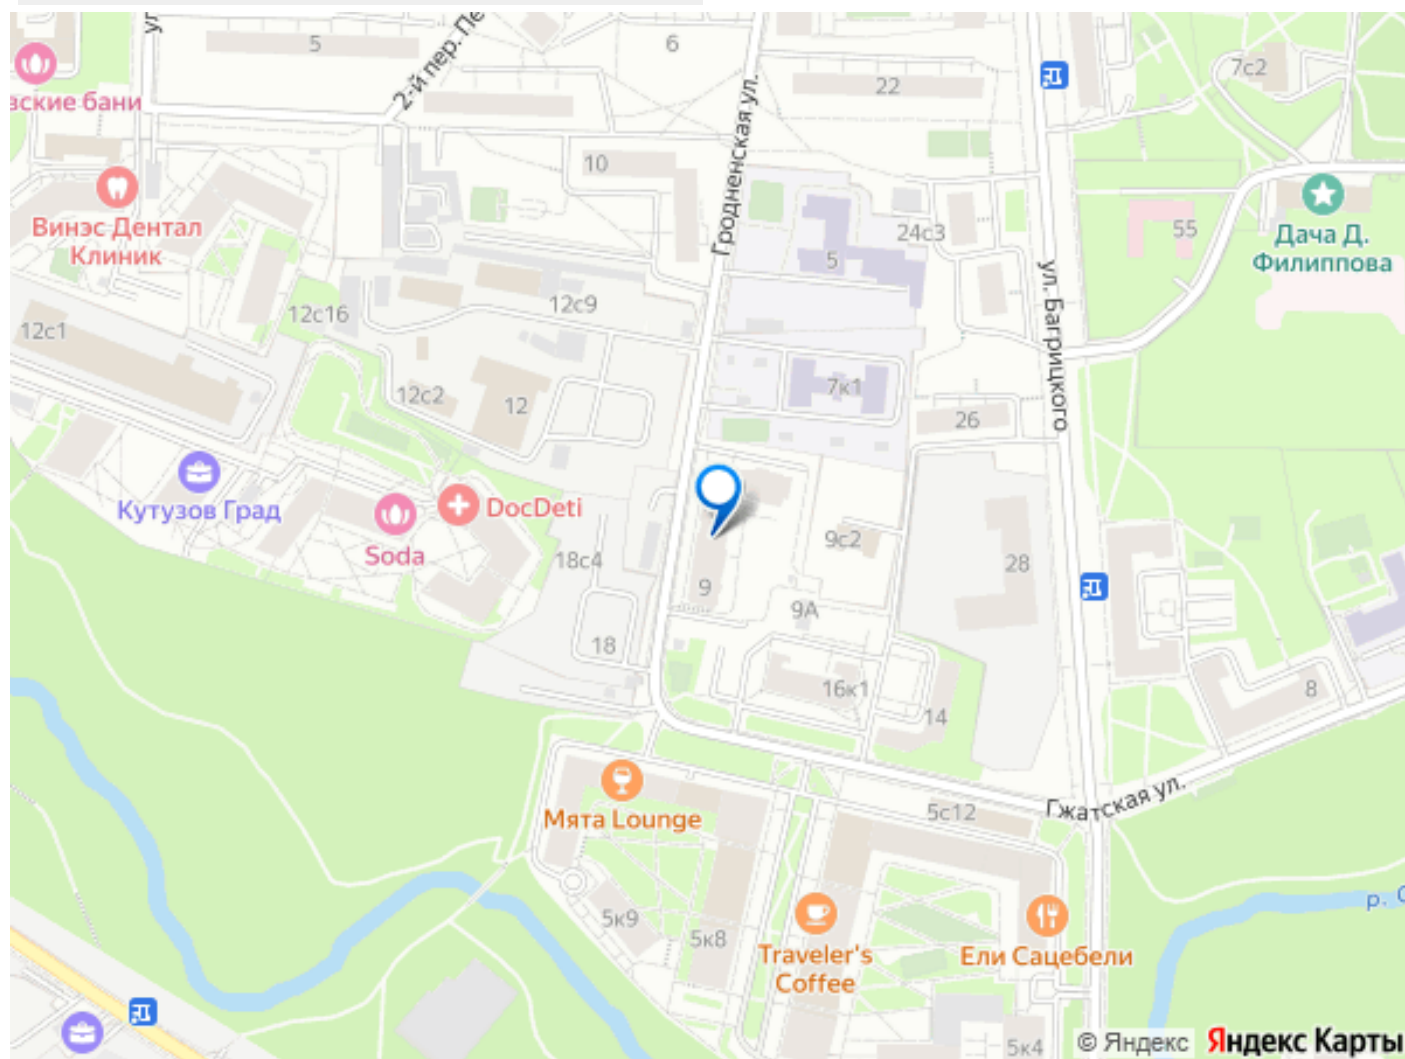 5
6
2-й пер. Пе
Гродненская ул.
22
7с2
вские бани
10
Винэс Дентал
Клиник
24с3
55
Дача Д.
Филиппова
5
12с9
12с16
12с1
ул. Багрицкого
12с2
12
7к1
26
Кутузов Град
DocDeti
Soda
18с4
9с2
28
9
9А
18
16к1
14
8
Мята Lounge
5с12
Гжатская ул.
5к9
5к8
Traveler's
Coffee
Ели Сацебели
р. С
5к4
© Яндекс
Яндекс Карты